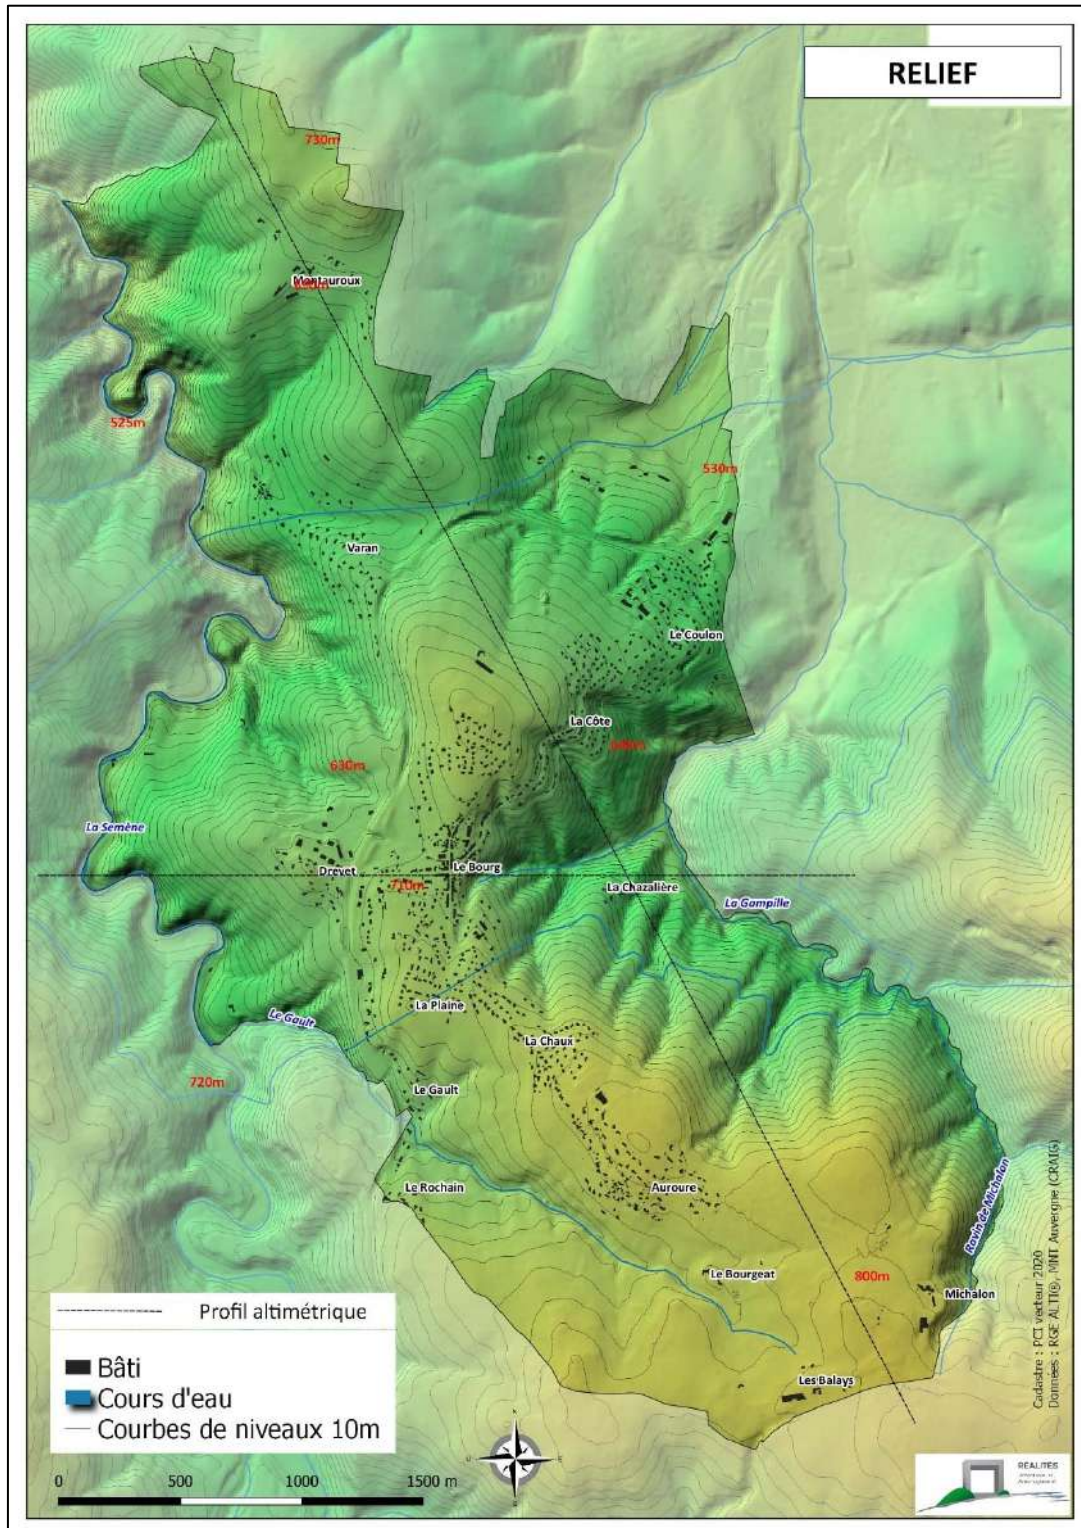 RELIEF
730m
Montauroux
525m
530m
Varan
Le Coulon
La Côte
630m
La Semène
Le Bourg
Drevet
710m
La Chazalière
La Gampille
La Plaine
Le Gault
La Chaux
720m
Le Gault
Auroure
Le Rochain
Ravin de Michalon
Le Bourgeat
800m
Michalon
Les Balays
Profil altimétrique
Bâti
Cours d'eau
Courbes de niveaux 10m
0 500 1000 1500 m
Cadastre : PCI vecteur 2020
Données : RGE ALTI®, MNT Auvergne (CRAIG)
RÉALITÉS